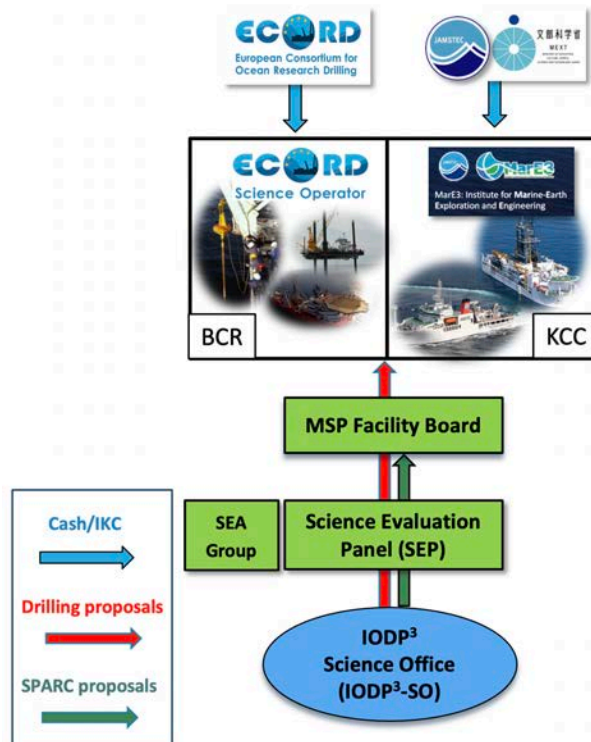 ECORD
European Consortium for
Ocean Research Drilling
JAMSTEC
文部科学省
MEXT
ECORD
Science Operator
MarE3
MarE3: Institute for Marine-Earth
Exploration and Engineering
BCR
KCC
MSP Facility Board
SEA
Group
Science Evaluation
Panel (SEP)
IODP³
Science Office
(IODP³-SO)
Cash/IKC
Drilling proposals
SPARC proposals